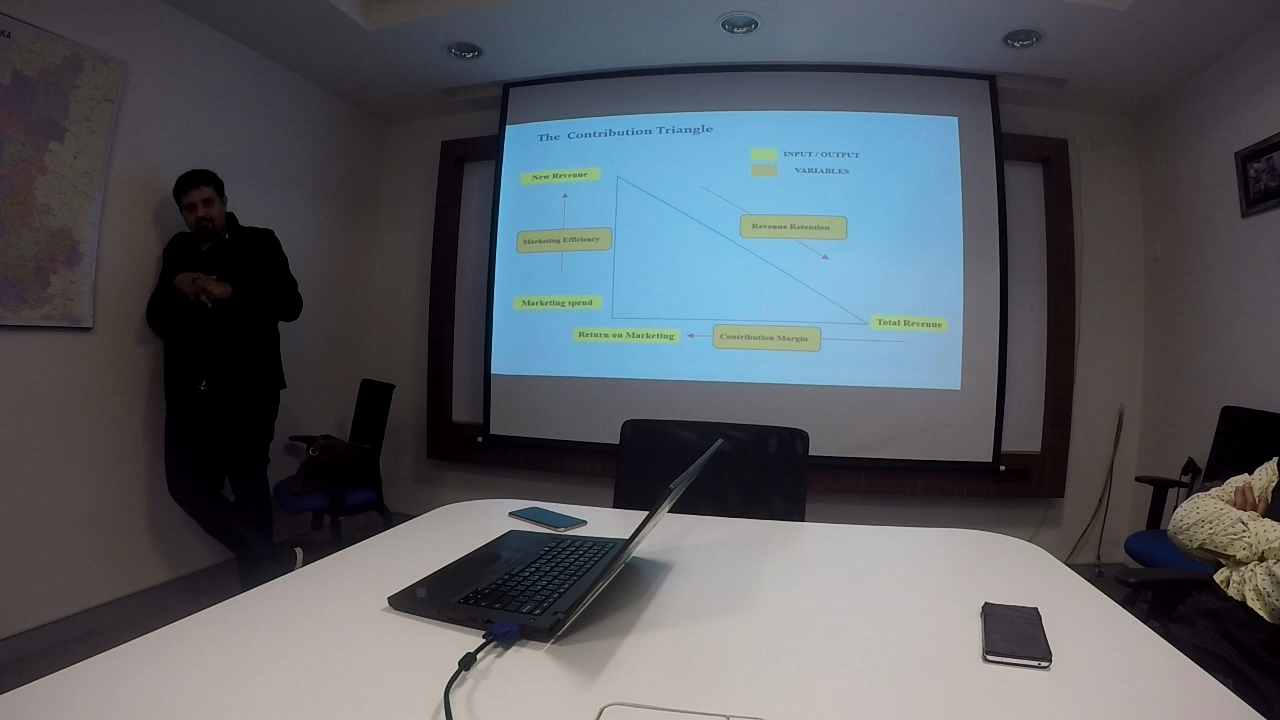 KA
The Contribution Triangle
INPUT / OUTPUT
VARIABLES
New Revenue
Revenue Retention
Marketing Efficiency
Marketing spend
Total Revenue
Return on Marketing
Contribution Margin